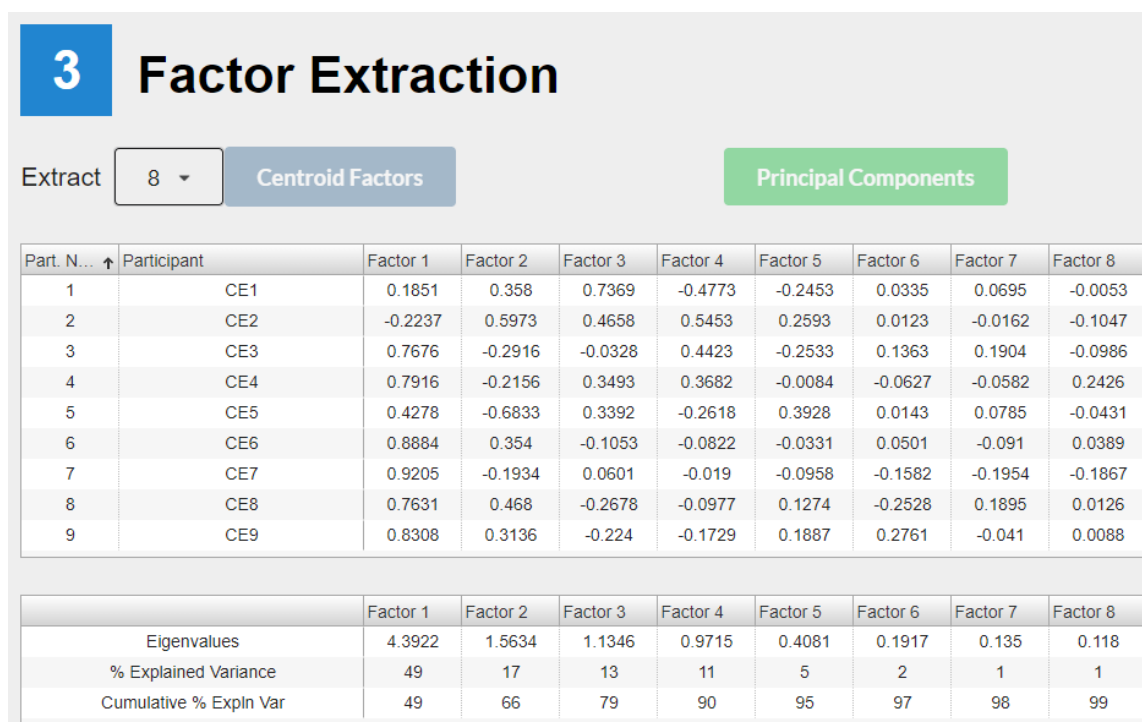 3 Factor Extraction
Extract 8 Centroid Factors Principal Components
Part. N... Participant Factor 1 Factor 2 Factor 3 Factor 4 Factor 5 Factor 6 Factor 7 Factor 8
1 CE1 0.1851 0.358 0.7369 -0.4773 -0.2453 0.0335 0.0695 -0.0053
2 CE2 -0.2237 0.5973 0.4658 0.5453 0.2593 0.0123 -0.0162 -0.1047
3 CE3 0.7676 -0.2916 -0.0328 0.4423 -0.2533 0.1363 0.1904 -0.0986
4 CE4 0.7916 -0.2156 0.3493 0.3682 -0.0084 -0.0627 -0.0582 0.2426
5 CE5 0.4278 -0.6833 0.3392 -0.2618 0.3928 0.0143 0.0785 -0.0431
6 CE6 0.8884 0.354 -0.1053 -0.0822 -0.0331 0.0501 -0.091 0.0389
7 CE7 0.9205 -0.1934 0.0601 -0.019 -0.0958 -0.1582 -0.1954 -0.1867
8 CE8 0.7631 0.468 -0.2678 -0.0977 0.1274 -0.2528 0.1895 0.0126
9 CE9 0.8308 0.3136 -0.224 -0.1729 0.1887 0.2761 -0.041 0.0088
Factor 1 Factor 2 Factor 3 Factor 4 Factor 5 Factor 6 Factor 7 Factor 8
Eigenvalues 4.3922 1.5634 1.1346 0.9715 0.4081 0.1917 0.135 0.118
% Explained Variance 49 17 13 11 5 2 1 1
Cumulative % Expln Var 49 66 79 90 95 97 98 99